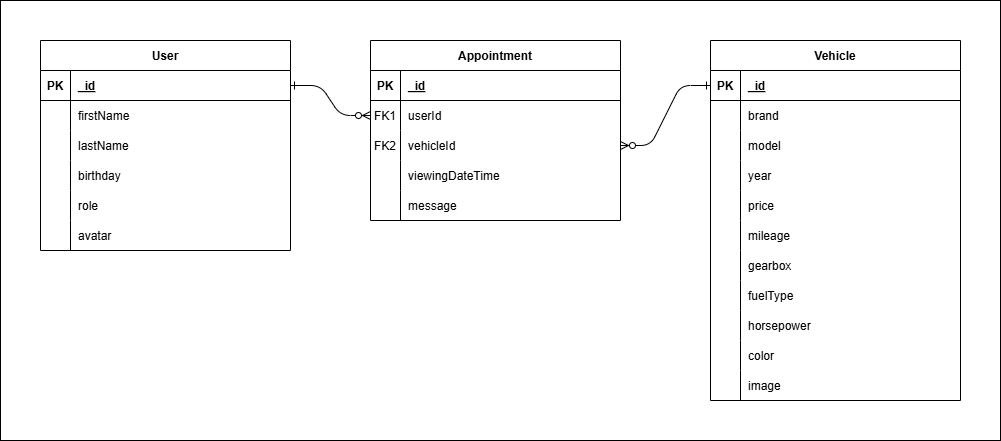 User
PK _id
firstName
lastName
birthday
role
avatar
Appointment
PK _id
FK1 userId
FK2 vehicleId
viewingDateTime
message
Vehicle
PK _id
brand
model
year
price
mileage
gearbox
fuelType
horsepower
color
image